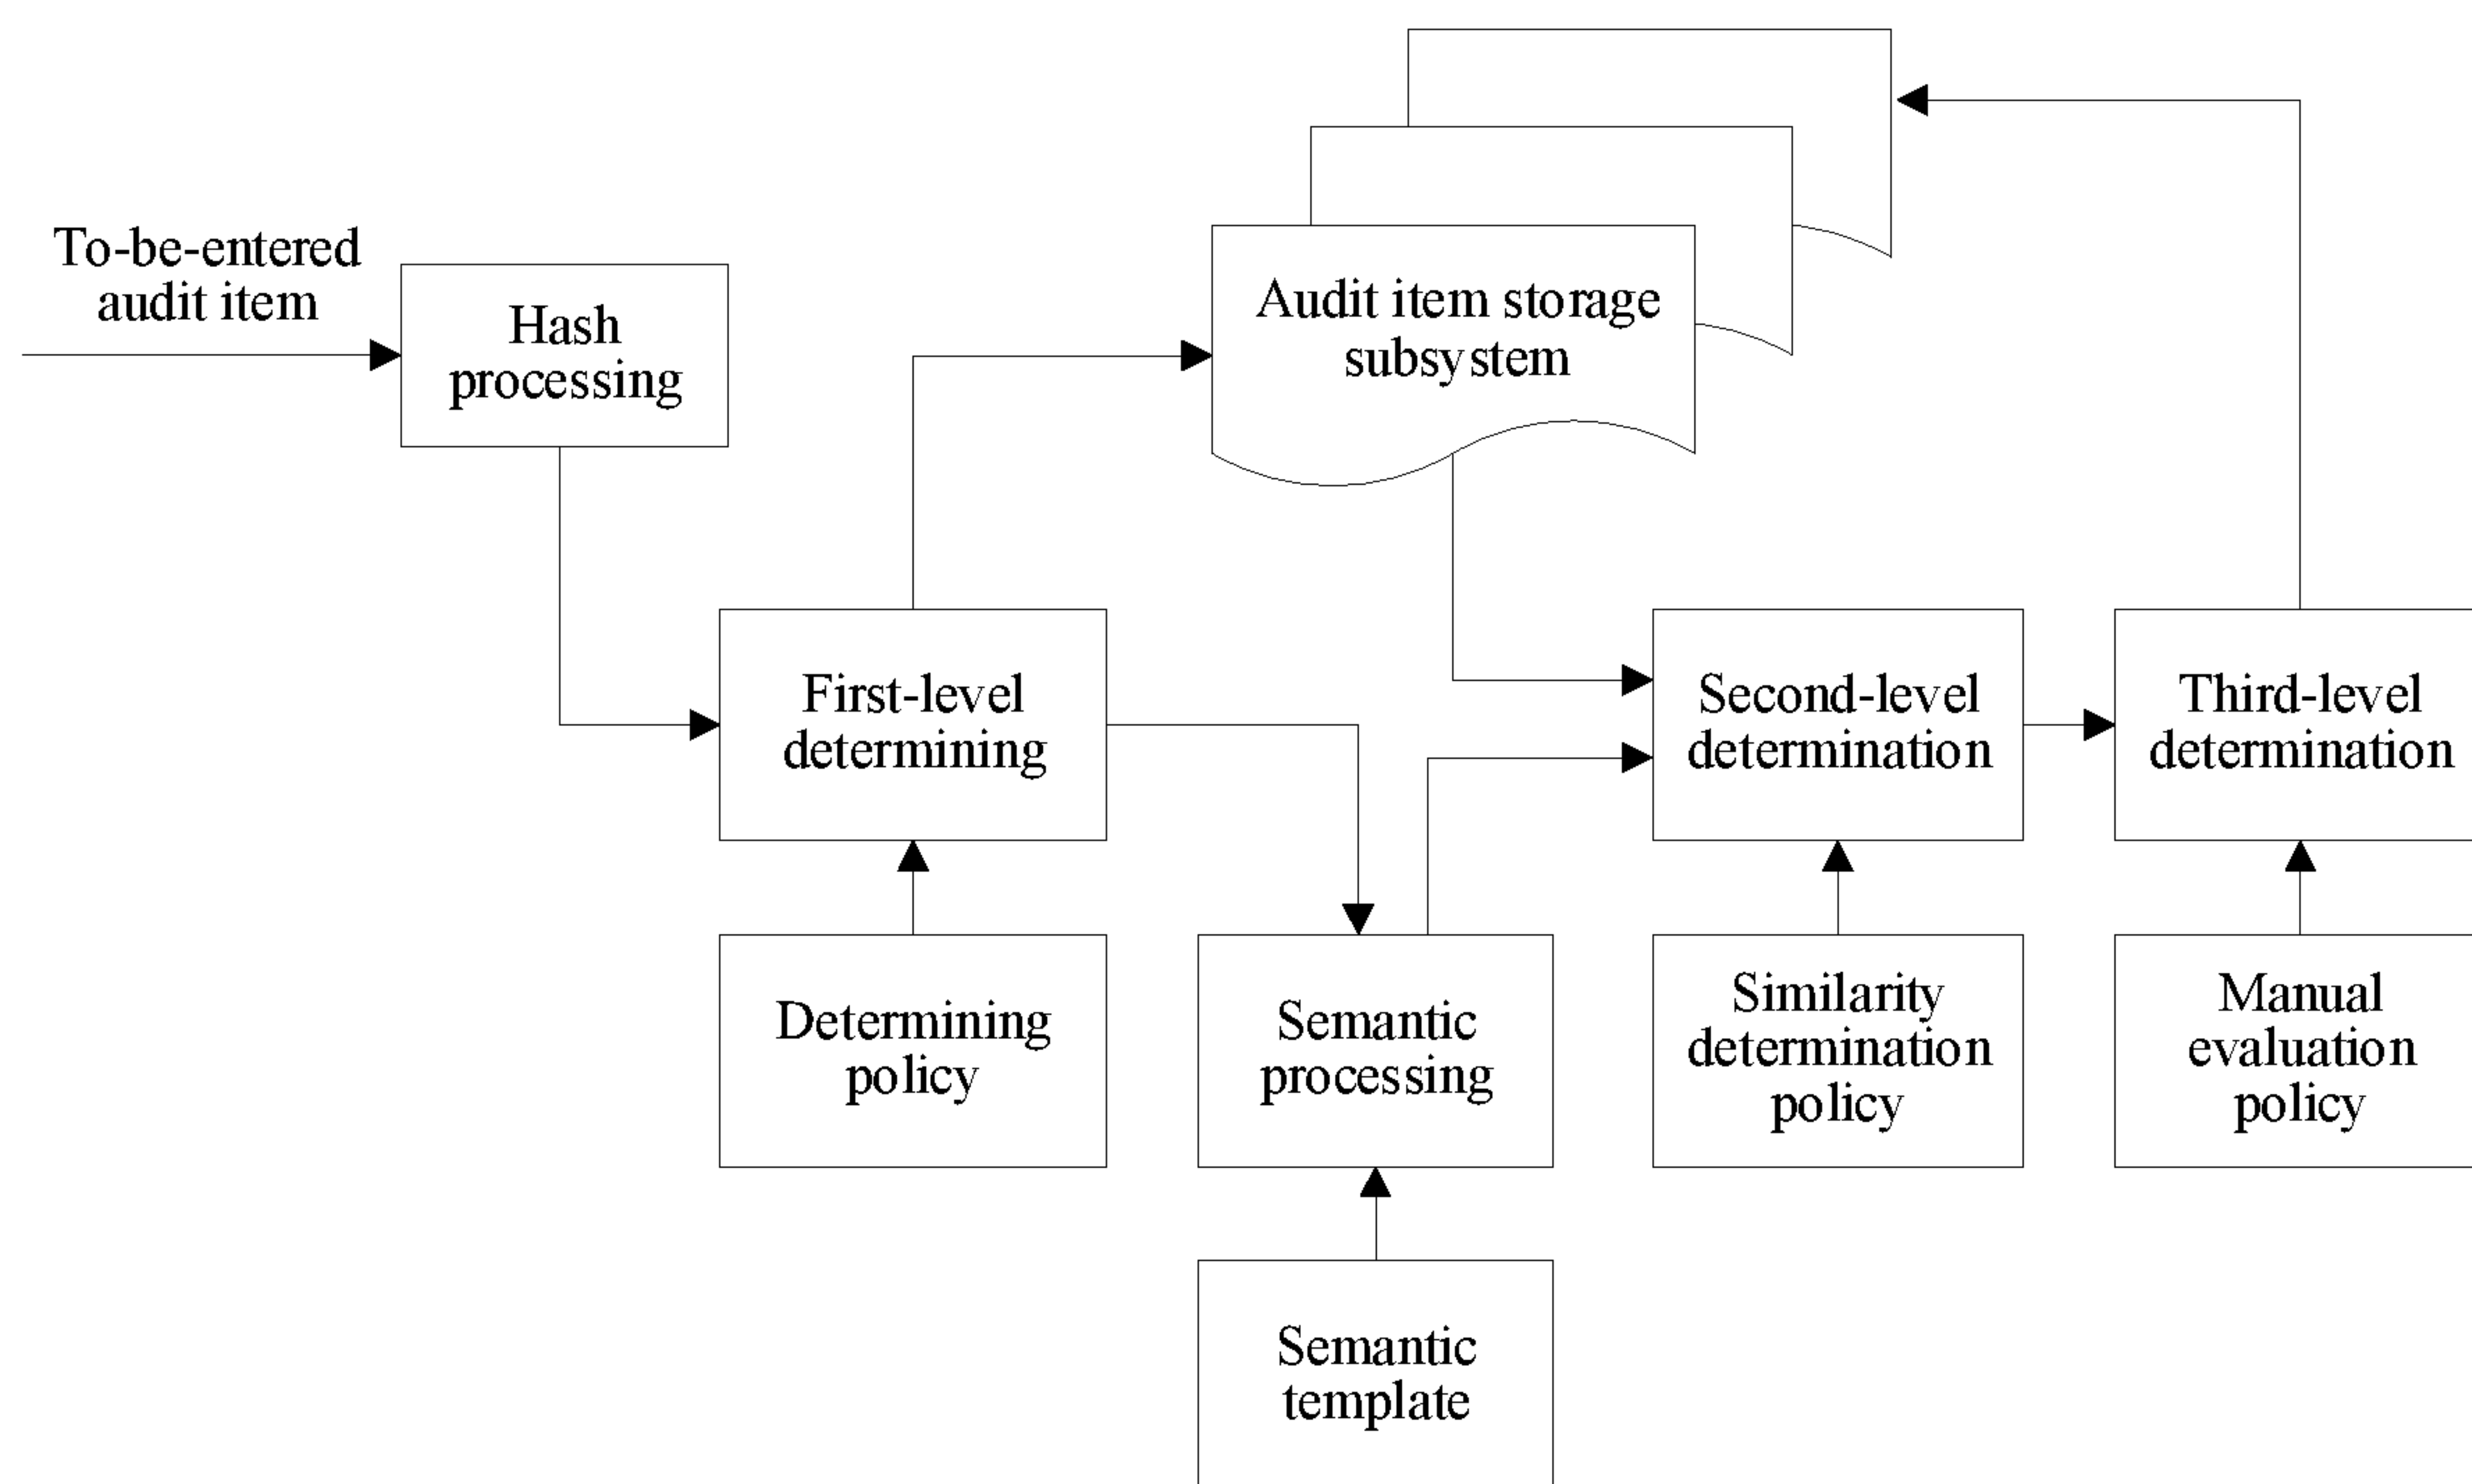 To-be-entered
audit item
Hash
processing
Audit item storage
subsystem
First-level
determining
Second-level
determination
Third-level
determination
Determining
policy
Semantic
processing
Similarity
determination
policy
Manual
evaluation
policy
Semantic
template